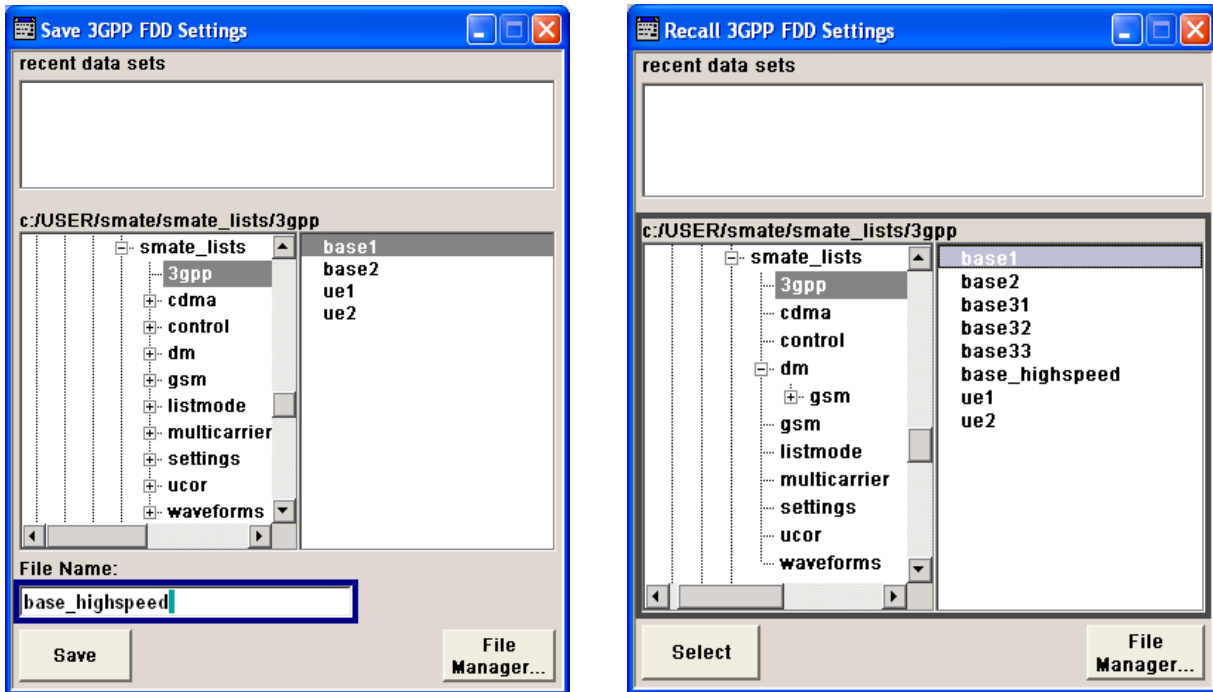 Save 3GPP FDD Settings
recent data sets
c:/USER/smate/smate_lists/3gpp
smate_lists
3gpp
cdma
control
dm
gsm
listmode
multicarrier
settings
ucor
waveforms
base1
base2
ue1
ue2
File Name:
base_highspeed
Save
File
Manager...
Recall 3GPP FDD Settings
recent data sets
c:/USER/smate/smate_lists/3gpp
smate_lists
3gpp
cdma
control
dm
gsm
gsm
listmode
multicarrier
settings
ucor
waveforms
base1
base2
base31
base32
base33
base_highspeed
ue1
ue2
Select
File
Manager...